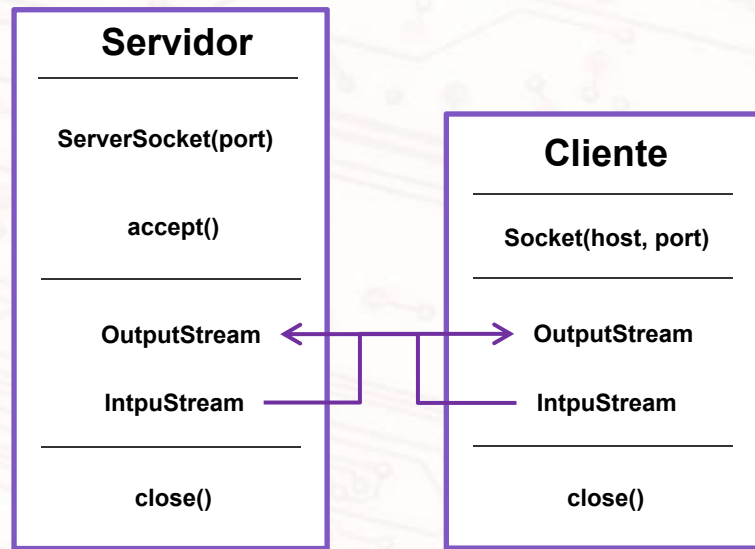 Servidor
ServerSocket(port)
accept()
OutputStream
IntpuStream
close()
Cliente
Socket(host, port)
OutputStream
IntpuStream
close()